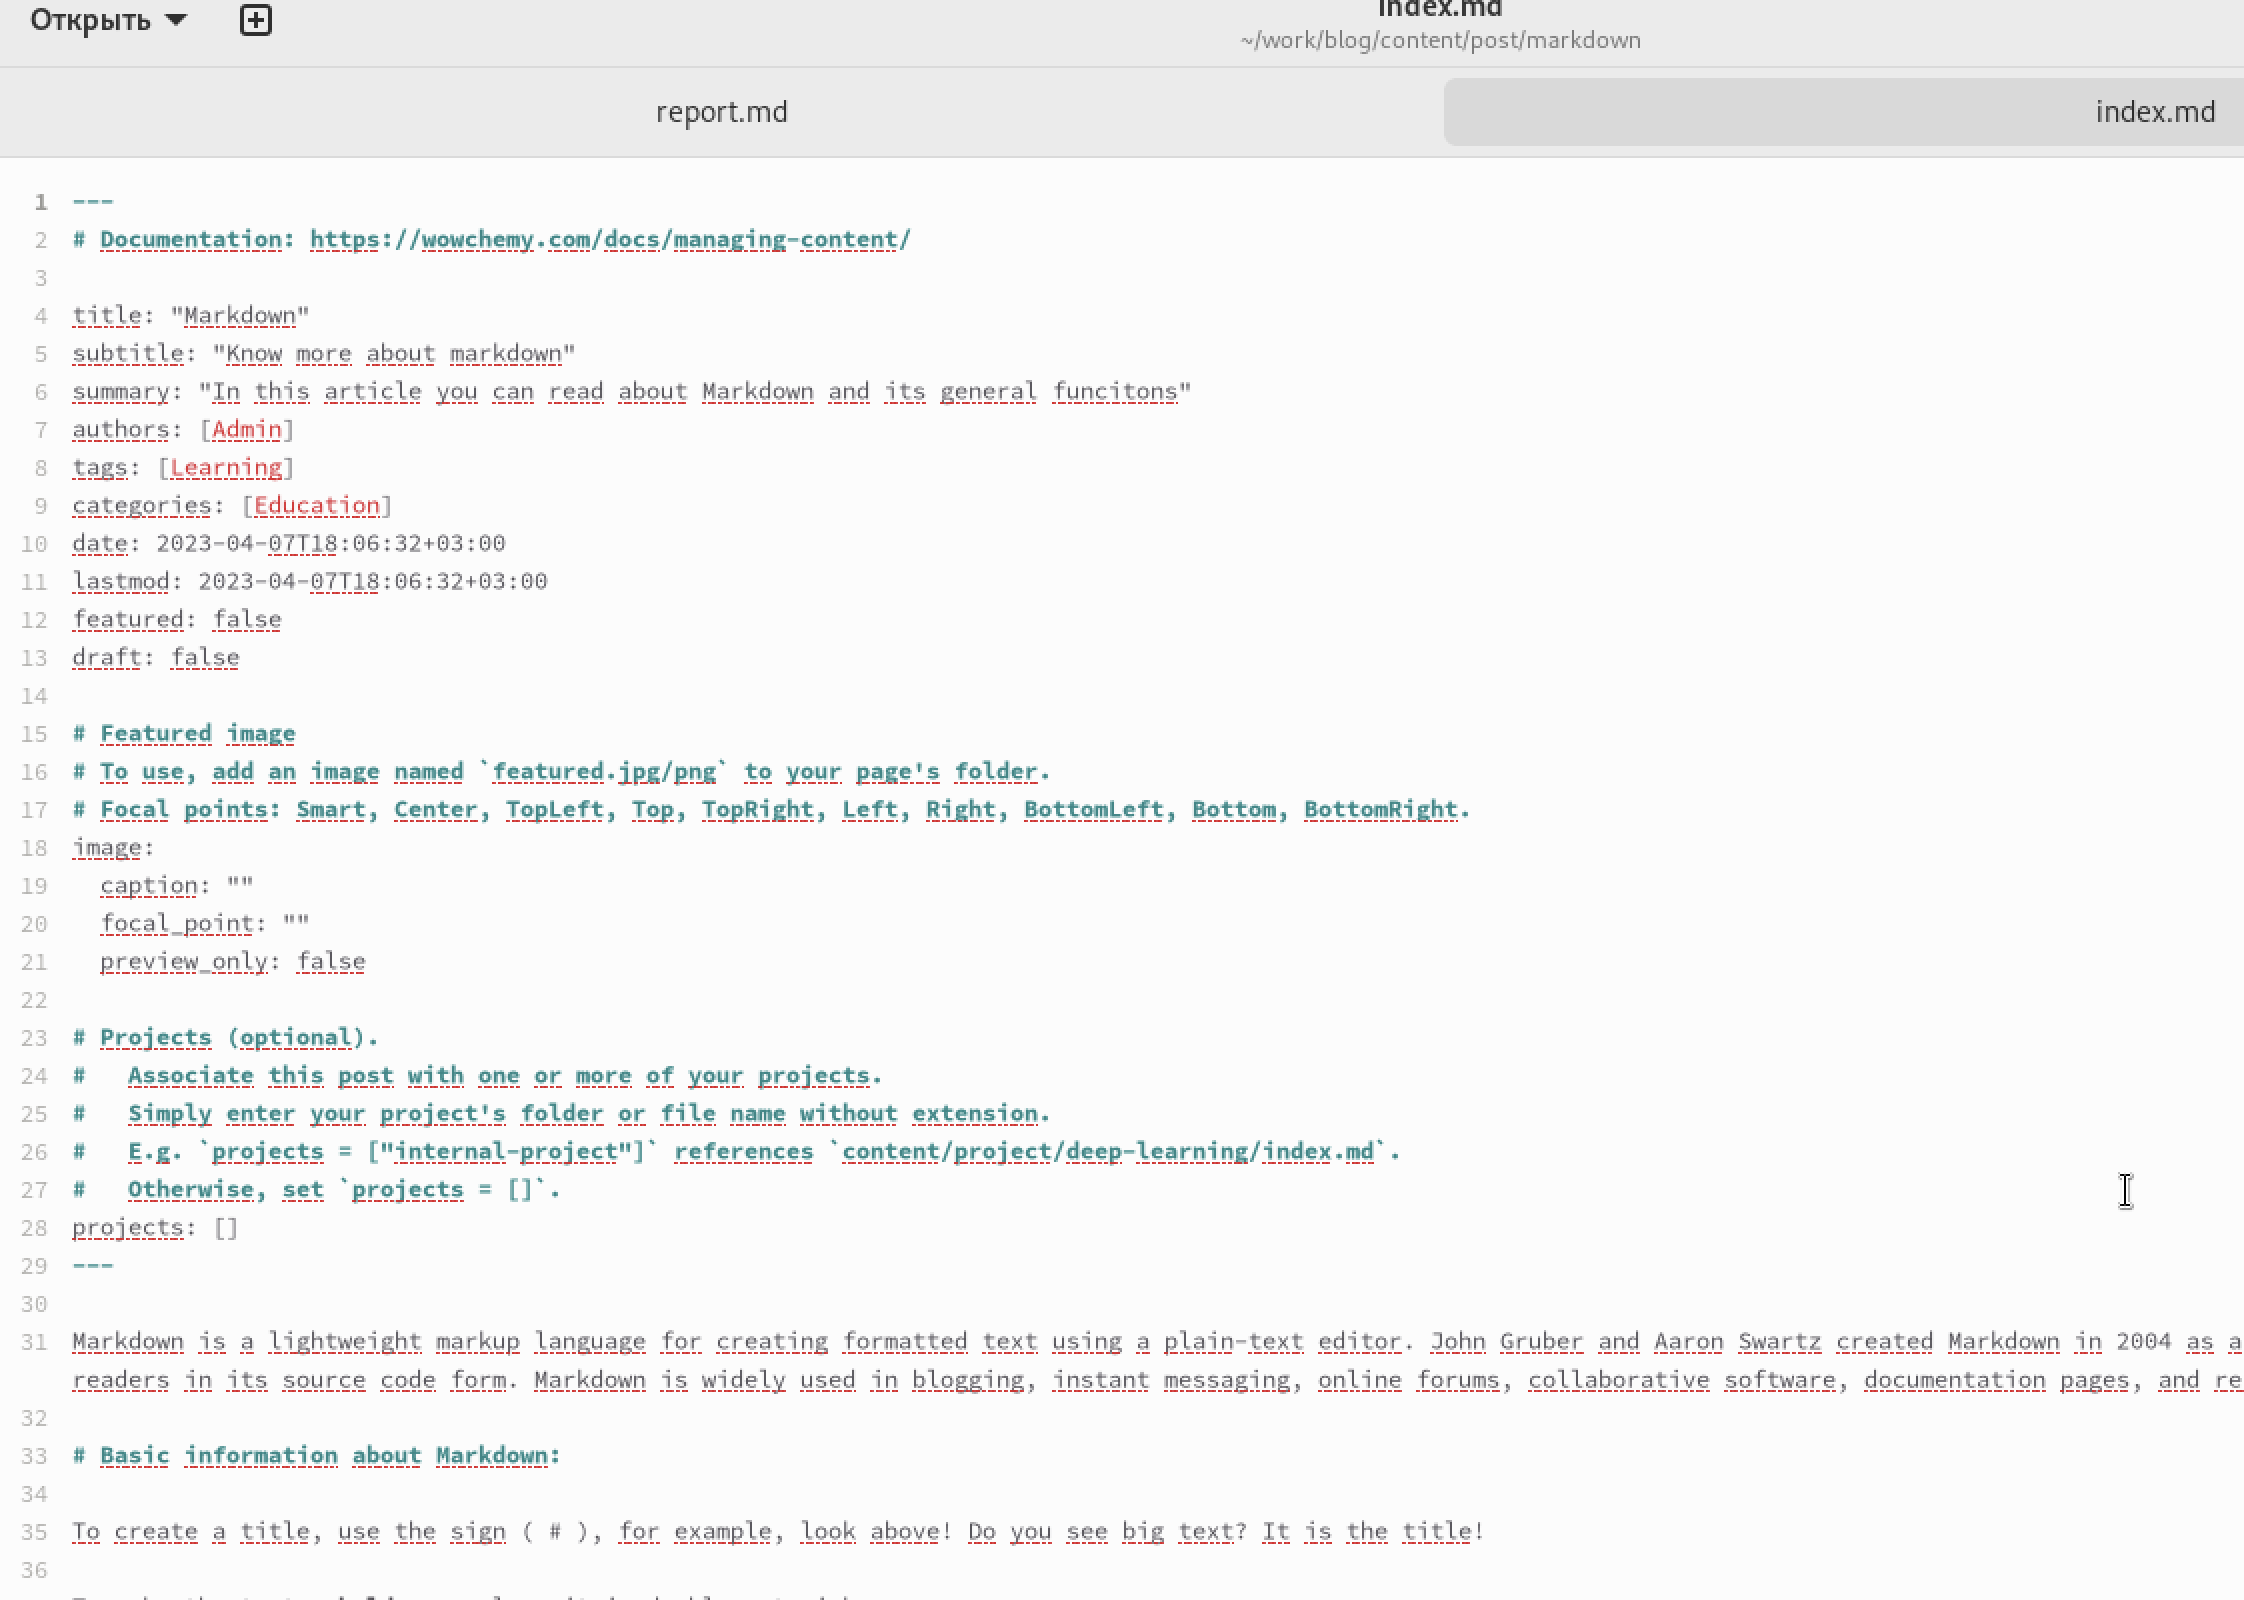 Открыть
index.md
~/work/blog/content/post/markdown
report.md
index.md
1 ---
2 # Documentation: https://wowchemy.com/docs/managing-content/
3
4 title: "Markdown"
5 subtitle: "Know more about markdown"
6 summary: "In this article you can read about Markdown and its general funcitons"
7 authors: [Admin]
8 tags: [Learning]
9 categories: [Education]
10 date: 2023-04-07T18:06:32+03:00
11 lastmod: 2023-04-07T18:06:32+03:00
12 featured: false
13 draft: false
14
15 # Featured image
16 # To use, add an image named `featured.jpg/png` to your page's folder.
17 # Focal points: Smart, Center, TopLeft, Top, TopRight, Left, Right, BottomLeft, Bottom, BottomRight.
18 image:
19   caption: ""
20   focal_point: ""
21   preview_only: false
22
23 # Projects (optional).
24 #   Associate this post with one or more of your projects.
25 #   Simply enter your project's folder or file name without extension.
26 #   E.g. `projects = ["internal-project"]` references `content/project/deep-learning/index.md`.
27 #   Otherwise, set `projects = []`.
28 projects: []
29 ---
30
31 Markdown is a lightweight markup language for creating formatted text using a plain-text editor. John Gruber and Aaron Swartz created Markdown in 2004 as a
readers in its source code form. Markdown is widely used in blogging, instant messaging, online forums, collaborative software, documentation pages, and
32
33 # Basic information about Markdown:
34
35 To create a title, use the sign ( # ), for example, look above! Do you see big text? It is the title!
36